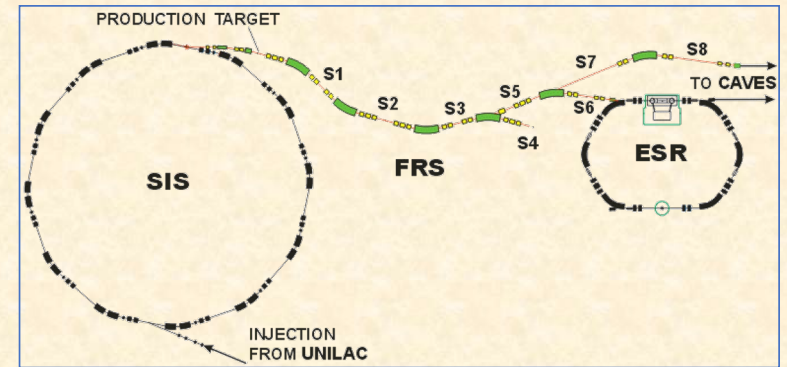 PRODUCTION TARGET
S1
S2
S3
S4
S5
S6
S7
S8
TO CAVES
SIS
FRS
ESR
INJECTION
FROM UNILAC